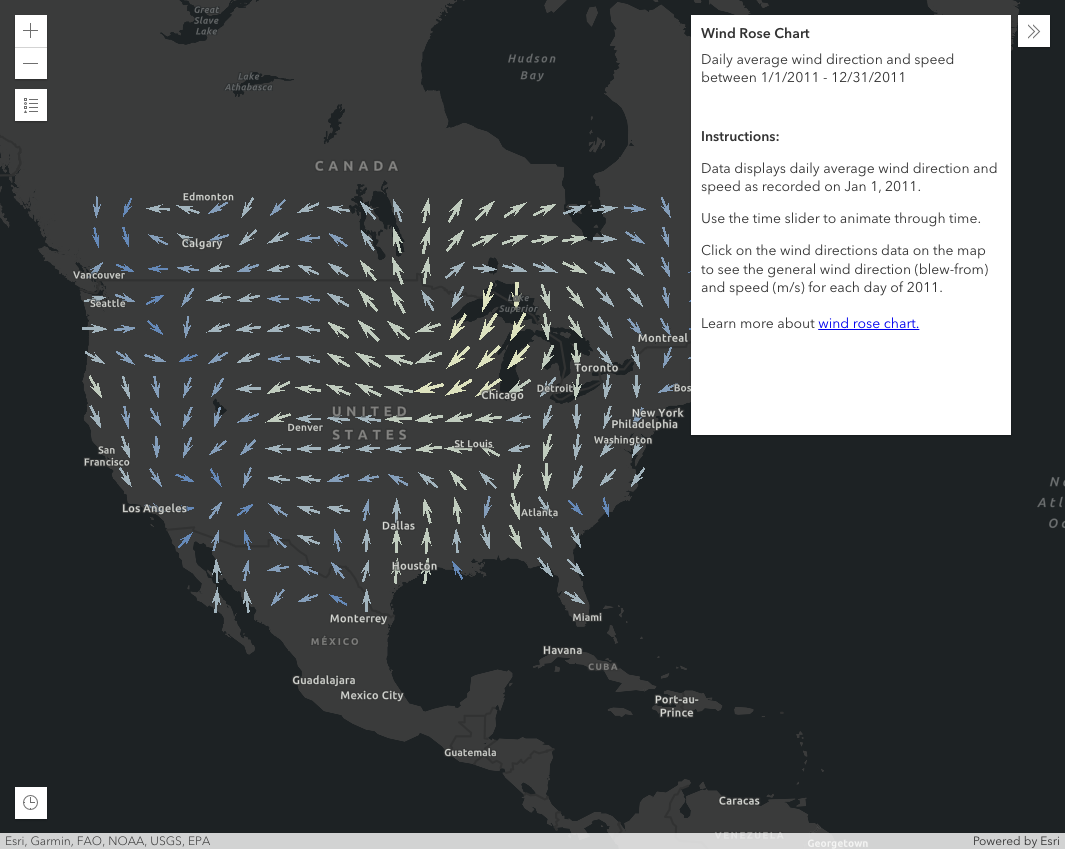 Great
Slave
Lake
Lake
Athabasca
Hudson
Bay
CANADA
Edmonton
Calgary
Vancouver
Seattle
Lake
Superior
Montreal
Toronto
Detroit
Bos
Chicago
New York
Philadelphia
Washington
UNITED
STATES
Denver
St Louis
San
Francisco
Los Angeles
Atlanta
Dallas
Houston
Monterrey
Miami
MÉXICO
Havana
CUBA
Guadalajara
Mexico City
Port-au-
Prince
Guatemala
Caracas
VENEZUELA
Georgetown
N
Atl
Oc
Wind Rose Chart
Daily average wind direction and speed
between 1/1/2011 - 12/31/2011
Instructions:
Data displays daily average wind direction and
speed as recorded on Jan 1, 2011.
Use the time slider to animate through time.
Click on the wind directions data on the map
to see the general wind direction (blew-from)
and speed (m/s) for each day of 2011.
Learn more about wind rose chart.
Esri, Garmin, FAO, NOAA, USGS, EPA
Powered by Esri